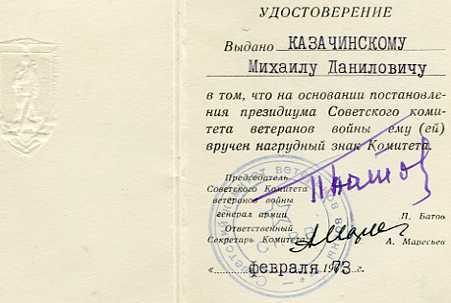 УДОСТОВЕРЕНИЕ
Выдано КАЗАЧИНСКОМУ
Михаилу Даниловичу
в том, что на основании постановле-
ния президиума Советского коми-
тета ветеранов войны ему (ей)
вручен нагрудный знак Комитета.
Председатель
Советского Комитета
ветеранов войны
генерал армии П. Батов
Ответственный
Секретарь Комитета А. Маресьев
« февраля 1973 г.